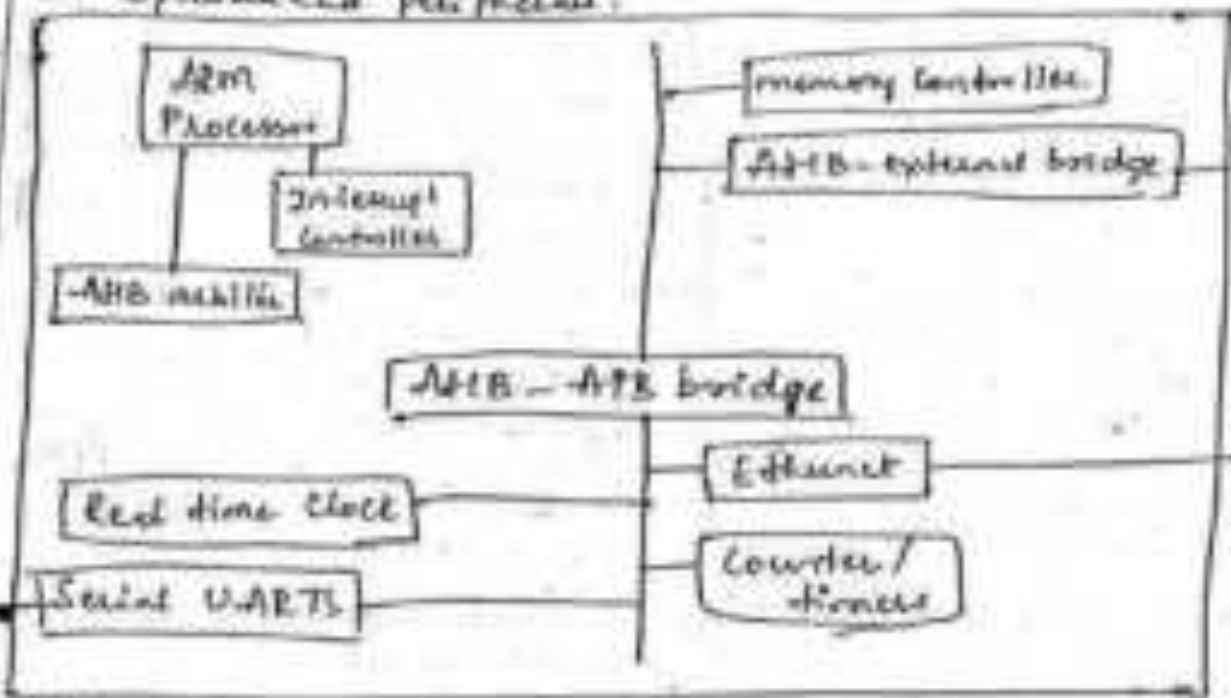 peripherals.
ARM
Processor
memory Controller
AHB-external bridge
Interrupt
Controller
-AHB
AHB-APB bridge
Ethernet
Real time Clock
Counter/
timers
Serial UARTS